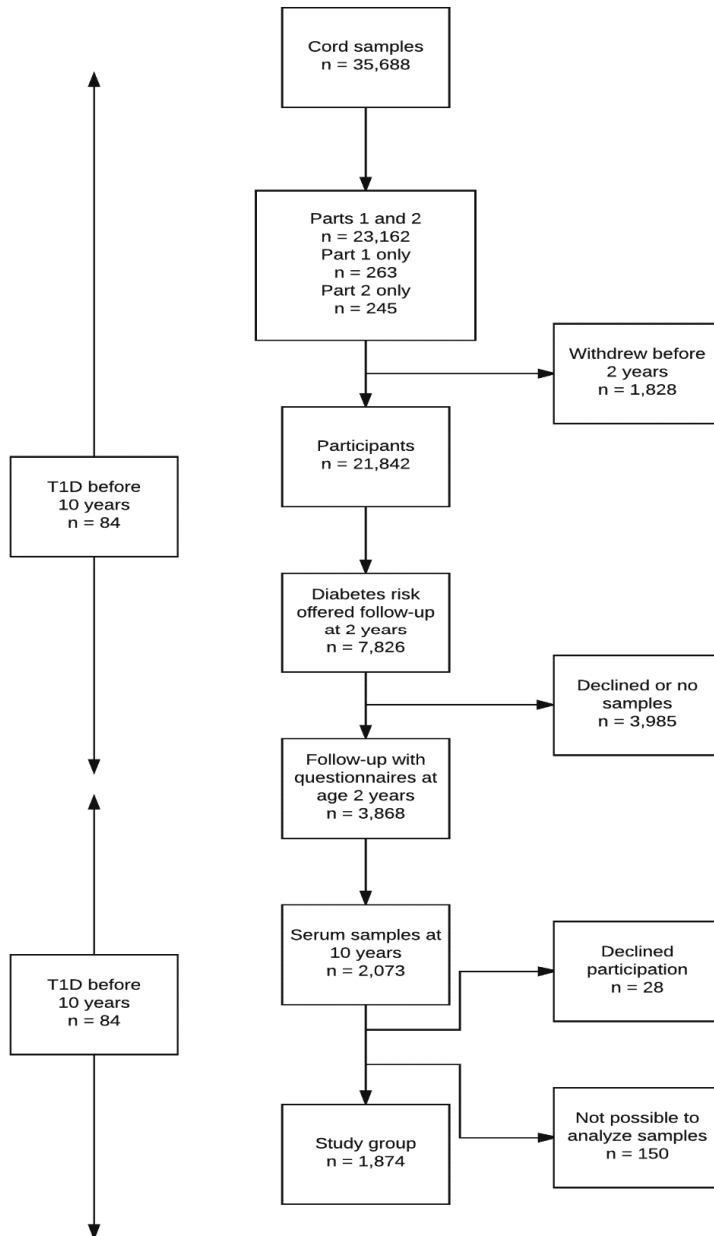 Cord samples
n = 35,688
Parts 1 and 2
n = 23,162
Part 1 only
n = 263
Part 2 only
n = 245
Withdrew before
2 years
n = 1,828
Participants
n = 21,842
T1D before
10 years
n = 84
Diabetes risk
offered follow-up
at 2 years
n = 7,826
Declined or no
samples
n = 3,985
Follow-up with
questionnaires at
age 2 years
n = 3,868
Serum samples at
10 years
n = 2,073
Declined
participation
n = 28
T1D before
10 years
n = 84
Study group
n = 1,874
Not possible to
analyze samples
n = 150